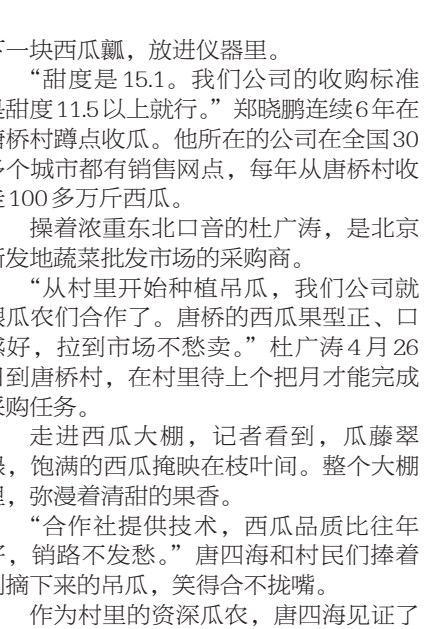 下一块西瓜瓤，放进仪器里。
“甜度是15.1。我们公司的收购标准
是甜度11.5以上就行。”郑晓鹏连续6年在
唐桥村蹲点收瓜。他所在的公司在全国30
多个城市都有销售网点，每年从唐桥村收
走100多万斤西瓜。
操着浓重东北口音的杜广涛，是北京
新发地蔬菜批发市场的采购商。
“从村里开始种植吊瓜，我们公司就
跟瓜农们合作了。唐桥的西瓜果型正、口
感好，拉到市场不愁卖。”杜广涛4月26
日到唐桥村，在村里待上个把月才能完成
采购任务。
走进西瓜大棚，记者看到，瓜藤翠
绿，饱满的西瓜掩映在枝叶间。整个大棚
里，弥漫着清甜的果香。
“合作社提供技术，西瓜品质比往年
好，销路不发愁。”唐四海和村民们捧着
刚摘下来的吊瓜，笑得合不拢嘴。
作为村里的资深瓜农，唐四海见证了